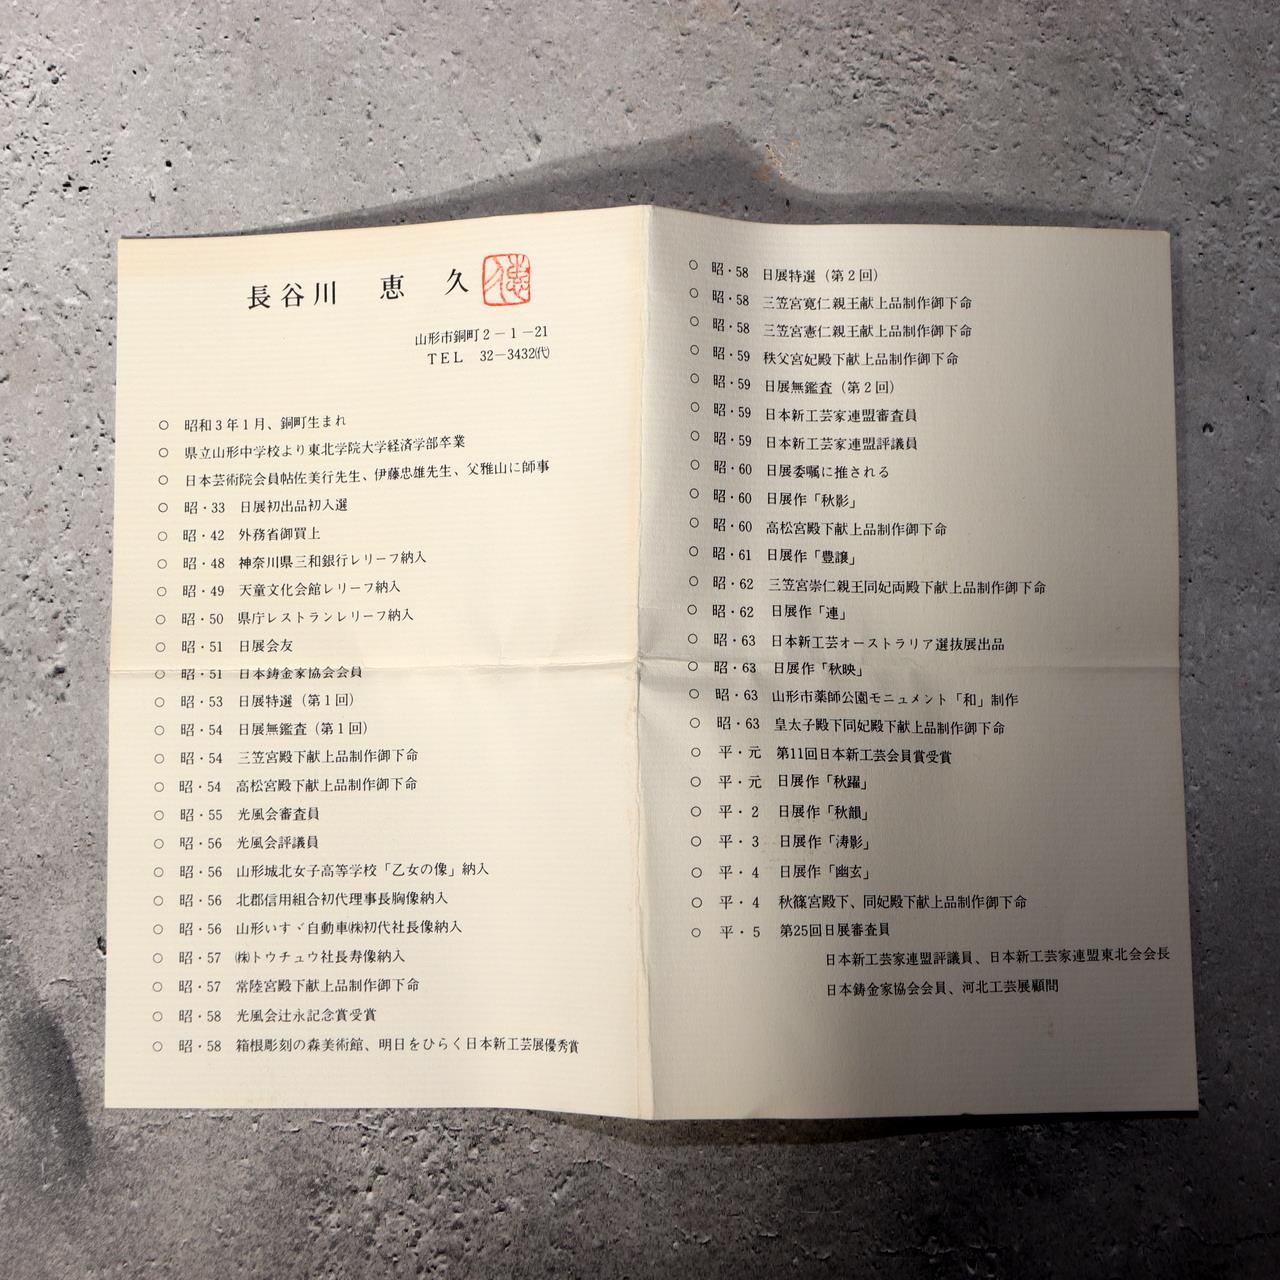 長谷川 恵久
山形市銅町2-1-21
TEL 32-3432㈹
○ 昭和3年1月、銅町生まれ
○ 県立山形中学校より東北学院大学経済学部卒業
○ 日本芸術院会員帖佐美行先生、伊藤忠雄先生、父雅山に師事
○ 昭・33 日展初出品初入選
○ 昭・42 外務省御買上
○ 昭・48 神奈川県三和銀行レリーフ納入
○ 昭・49 天童文化会館レリーフ納入
○ 昭・50 県庁レストランレリーフ納入
○ 昭・51 日展会友
○ 昭・51 日本鋳金家協会会員
○ 昭・53 日展特選(第1回)
○ 昭・54 日展無鑑査(第1回)
○ 昭・54 三笠宮殿下献上品制作御下命
○ 昭・54 高松宮殿下献上品制作御下命
○ 昭・55 光風会審査員
○ 昭・56 光風会評議員
○ 昭・56 山形城北女子高等学校「乙女の像」納入
○ 昭・56 北郡信用組合初代理事長胸像納入
○ 昭・56 山形いすゞ自動車㈱初代社長像納入
○ 昭・57 ㈱トウチュウ社長寿像納入
○ 昭・57 常陸宮殿下献上品制作御下命
○ 昭・58 光風会辻永記念賞受賞
○ 昭・58 箱根彫刻の森美術館、明日をひらく日本新工芸展優秀賞
○ 昭・58 日展特選(第2回)
○ 昭・58 三笠宮寛仁親王献上品制作御下命
○ 昭・58 三笠宮憲仁親王献上品制作御下命
○ 昭・59 秩父宮妃殿下献上品制作御下命
○ 昭・59 日展無鑑査(第2回)
○ 昭・59 日本新工芸家連盟審査員
○ 昭・59 日本新工芸家連盟評議員
○ 昭・60 日展委嘱に推される
○ 昭・60 日展作「秋影」
○ 昭・60 高松宮殿下献上品制作御下命
○ 昭・61 日展作「豊譲」
○ 昭・62 三笠宮崇仁親王同妃両殿下献上品制作御下命
○ 昭・62 日展作「連」
○ 昭・63 日本新工芸オーストラリア選抜展出品
○ 昭・63 日展作「秋映」
○ 昭・63 山形市薬師公園モニュメント「和」制作
○ 昭・63 皇太子殿下同妃殿下献上品制作御下命
○ 平・元 第11回日本新工芸会員賞受賞
○ 平・元 日展作「秋躍」
○ 平・2 日展作「秋韻」
○ 平・3 日展作「涛影」
○ 平・4 日展作「幽玄」
○ 平・4 秋篠宮殿下、同妃殿下献上品制作御下命
○ 平・5 第25回日展審査員
日本新工芸家連盟評議員、日本新工芸家連盟東北会会長
日本鋳金家協会会員、河北工芸展顧問